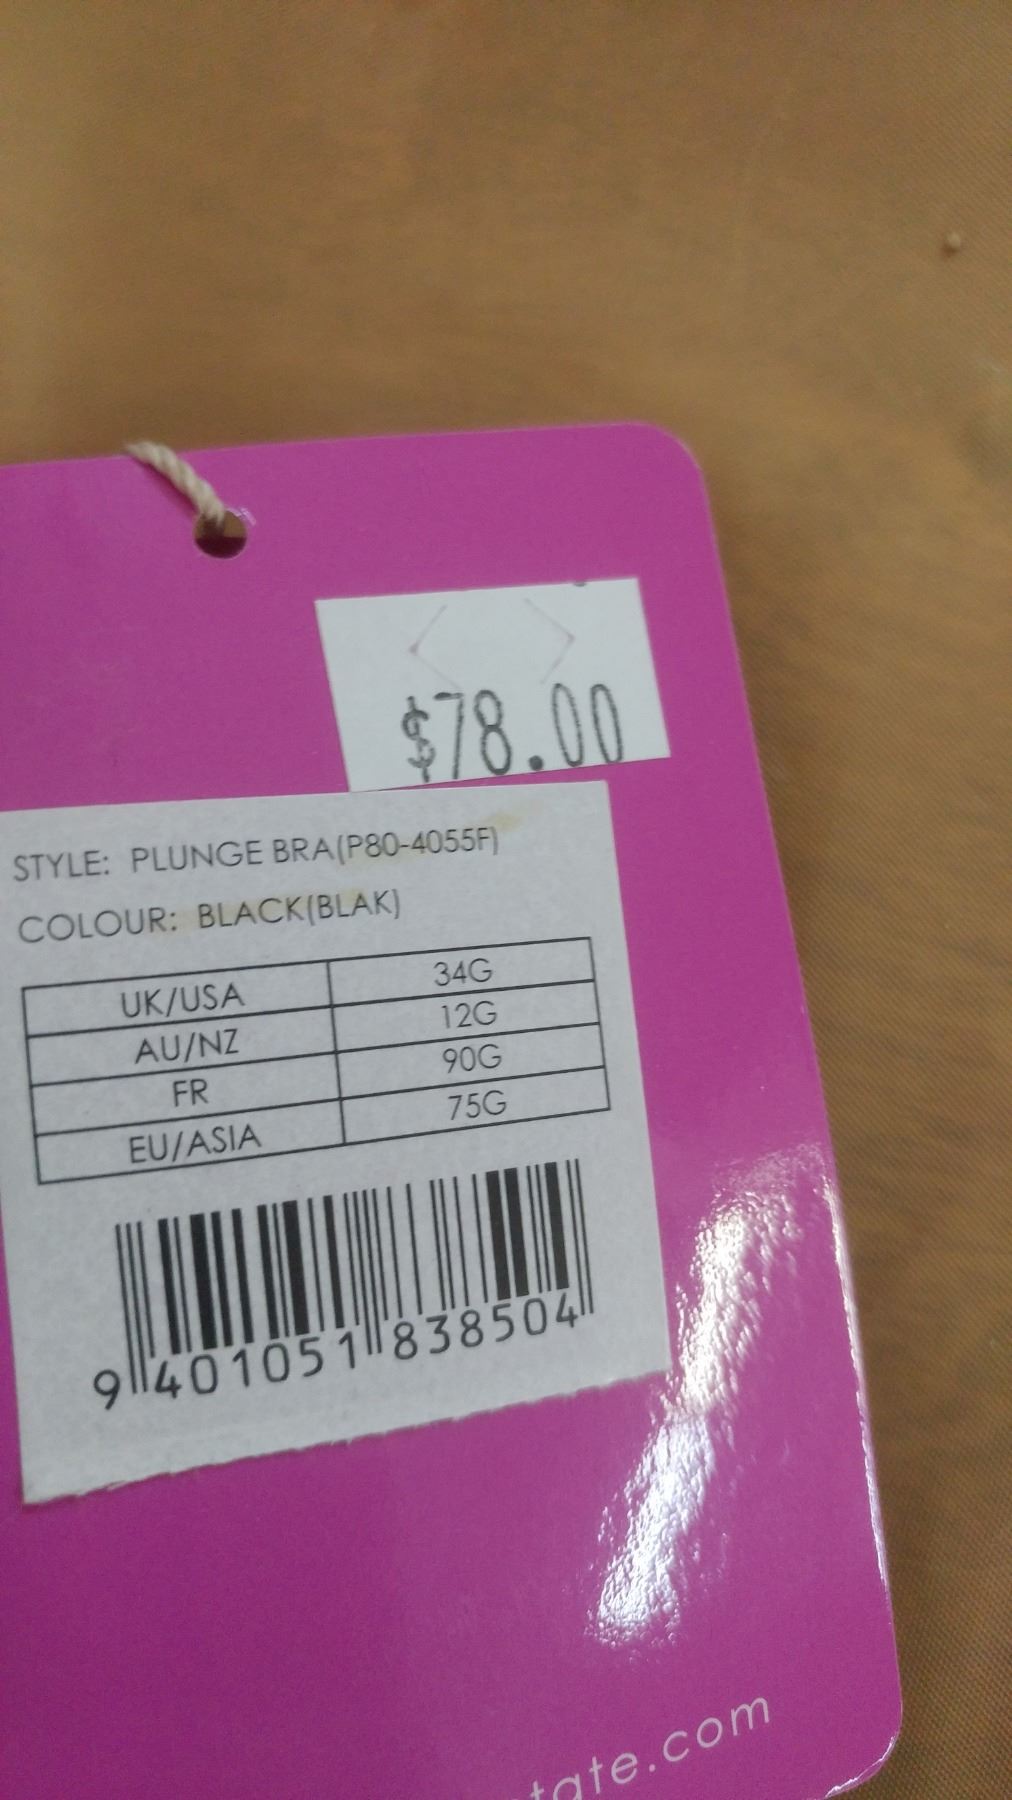 $78.00
STYLE: PLUNGE BRA(P80-4055F)
COLOUR: BLACK(BLAK)
UK/USA 34G
AU/NZ 12G
FR 90G
EU/ASIA 75G
9 401051 838504
tate.com